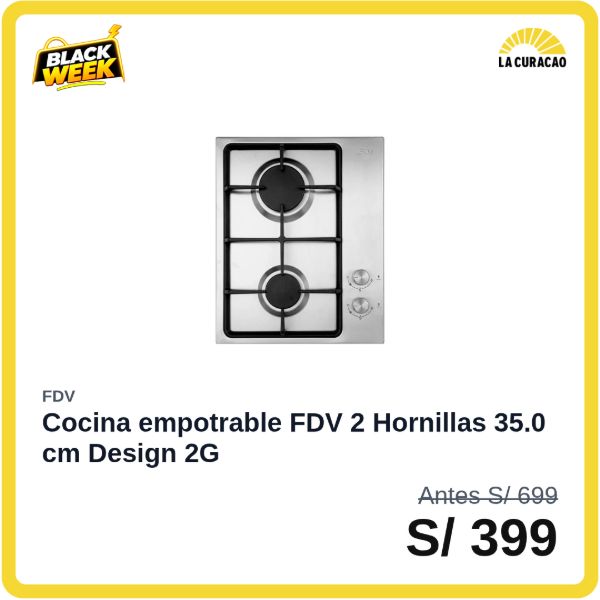 BLACK
WEEK
LA CURACAO
FDV
Cocina empotrable FDV 2 Hornillas 35.0
cm Design 2G
Antes S/ 699
S/ 399